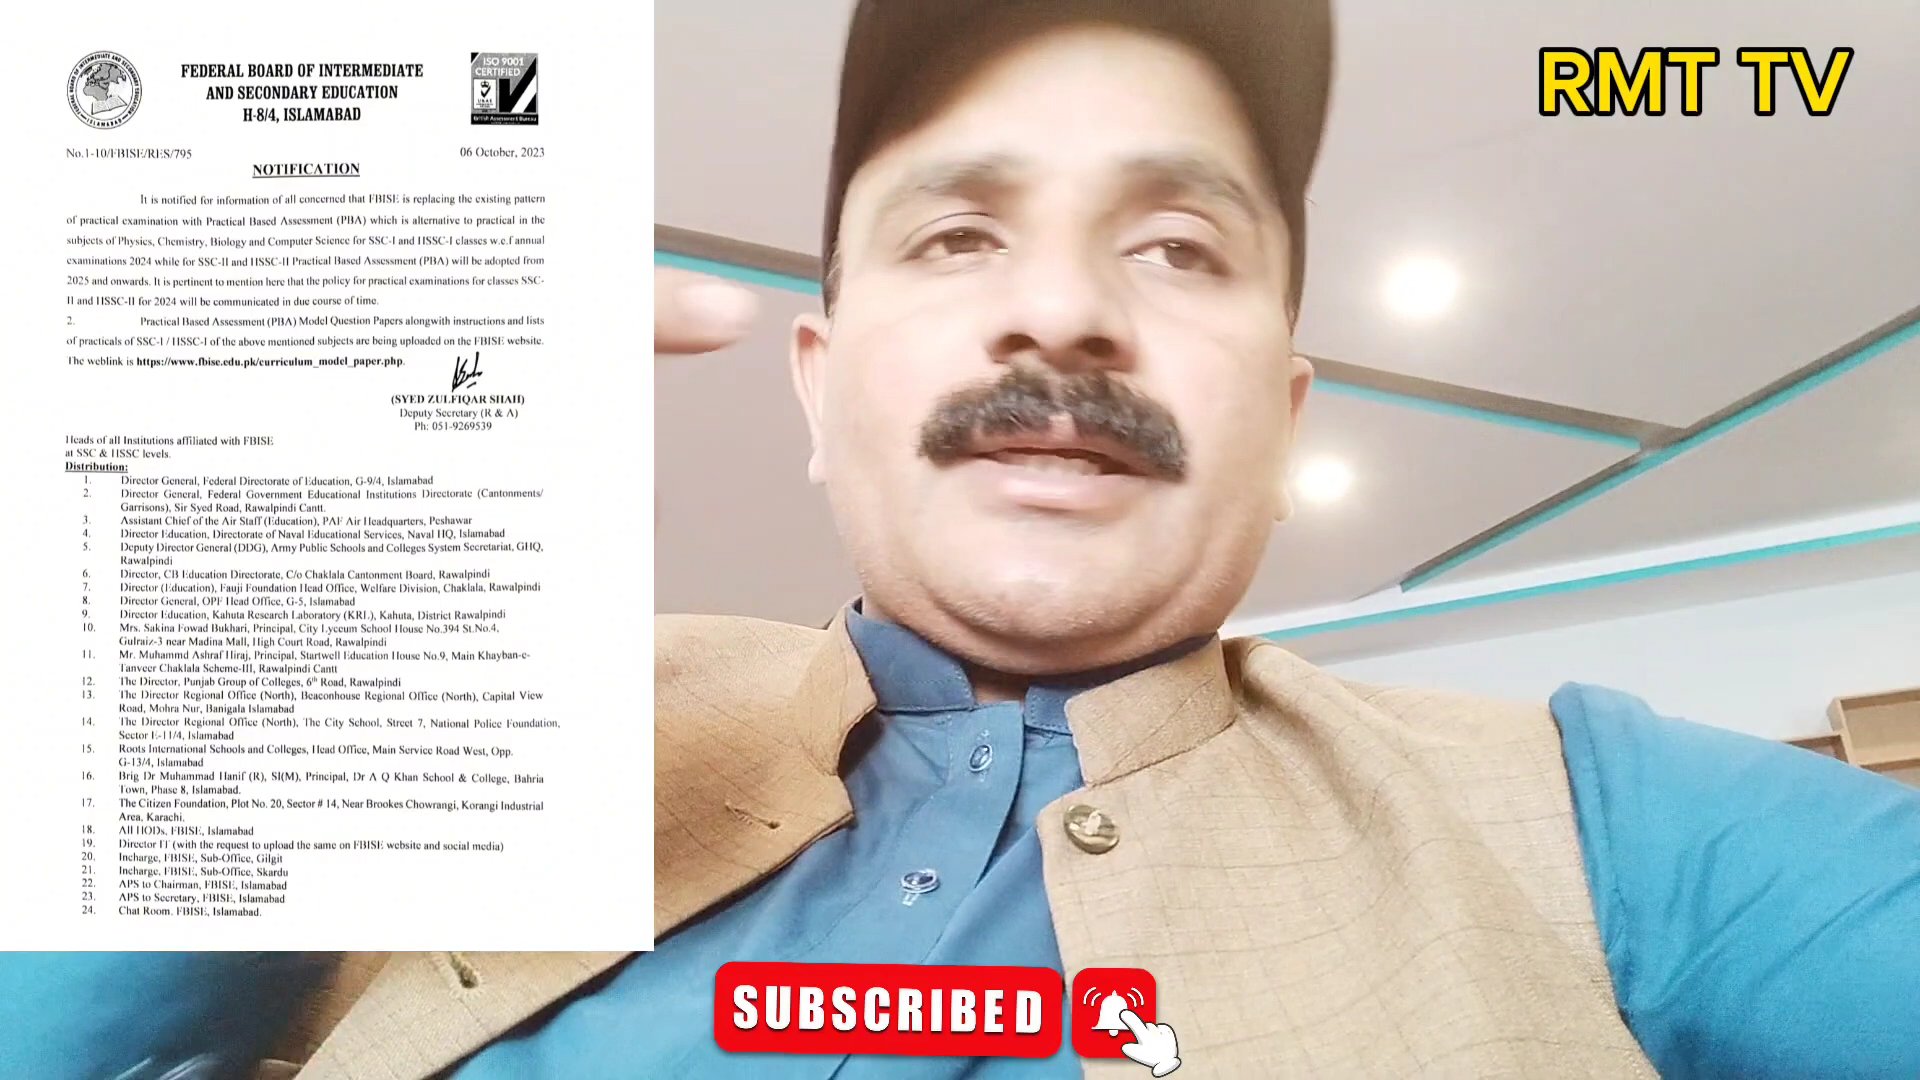 FEDERAL BOARD OF INTERMEDIATE
AND SECONDARY EDUCATION
H-8/4, ISLAMABAD
ISO 9001
CERTIFIED
UKAS
British Assessment Bureau
No.1-10/FBISE/RES/795
06 October, 2023
NOTIFICATION
It is notified for information of all concerned that FBISE is replacing the existing pattern
of practical examination with Practical Based Assessment (PBA) which is alternative to practical in the
subjects of Physics, Chemistry, Biology and Computer Science for SSC-I and HSSC-I classes w.e.f annual
examinations 2024 while for SSC-II and HSSC-II Practical Based Assessment (PBA) will be adopted from
2025 and onwards. It is pertinent to mention here that the policy for practical examinations for classes SSC-
II and HSSC-II for 2024 will be communicated in due course of time.
2. Practical Based Assessment (PBA) Model Question Papers alongwith instructions and lists
of practicals of SSC-I / HSSC-I of the above mentioned subjects are being uploaded on the FBISE website.
The weblink is https://www.fbise.edu.pk/curriculum_model_paper.php.
(SYED ZULFIQAR SHAH)
Deputy Secretary (R & A)
Ph: 051-9269539
Heads of all Institutions affiliated with FBISE
at SSC & HSSC levels.
Distribution:
1. Director General, Federal Directorate of Education, G-9/4, Islamabad
2. Director General, Federal Government Educational Institutions Directorate (Cantonments/
Garrisons), Sir Syed Road, Rawalpindi Cantt.
3. Assistant Chief of the Air Staff (Education), PAF Air Headquarters, Peshawar
4. Director Education, Directorate of Naval Educational Services, Naval HQ, Islamabad
5. Deputy Director General (DDG), Army Public Schools and Colleges System Secretariat, GHQ,
Rawalpindi
6. Director, CB Education Directorate, C/o Chaklala Cantonment Board, Rawalpindi
7. Director (Education), Fauji Foundation Head Office, Welfare Division, Chaklala, Rawalpindi
8. Director General, OPF Head Office, G-5, Islamabad
9. Director Education, Kahuta Research Laboratory (KRL), Kahuta, District Rawalpindi
10. Mrs. Sakina Fowad Bukhari, Principal, City Lyceum School House No.394 St.No.4,
Gulraiz-3 near Madina Mall, High Court Road, Rawalpindi
11. Mr. Muhammd Ashraf Hiraj, Principal, Startwell Education House No.9, Main Khayban-e-
Tanveer Chaklala Scheme-III, Rawalpindi Cantt
12. The Director, Punjab Group of Colleges, 6th Road, Rawalpindi
13. The Director Regional Office (North), Beaconhouse Regional Office (North), Capital View
Road, Mohra Nur, Banigala Islamabad
14. The Director Regional Office (North), The City School, Street 7, National Police Foundation,
Sector E-11/4, Islamabad
15. Roots International Schools and Colleges, Head Office, Main Service Road West, Opp.
G-13/4, Islamabad
16. Brig Dr Muhammad Hanif (R), SI(M), Principal, Dr A Q Khan School & College, Bahria
Town, Phase 8, Islamabad.
17. The Citizen Foundation, Plot No. 20, Sector # 14, Near Brookes Chowrangi, Korangi Industrial
Area, Karachi.
18. All HODs, FBISE, Islamabad
19. Director IT (with the request to upload the same on FBISE website and social media)
20. Incharge, FBISE, Sub-Office, Gilgit
21. Incharge, FBISE, Sub-Office, Skardu
22. APS to Chairman, FBISE, Islamabad
23. APS to Secretary, FBISE, Islamabad
24. Chat Room, FBISE, Islamabad.
RMT TV
SUBSCRIBED